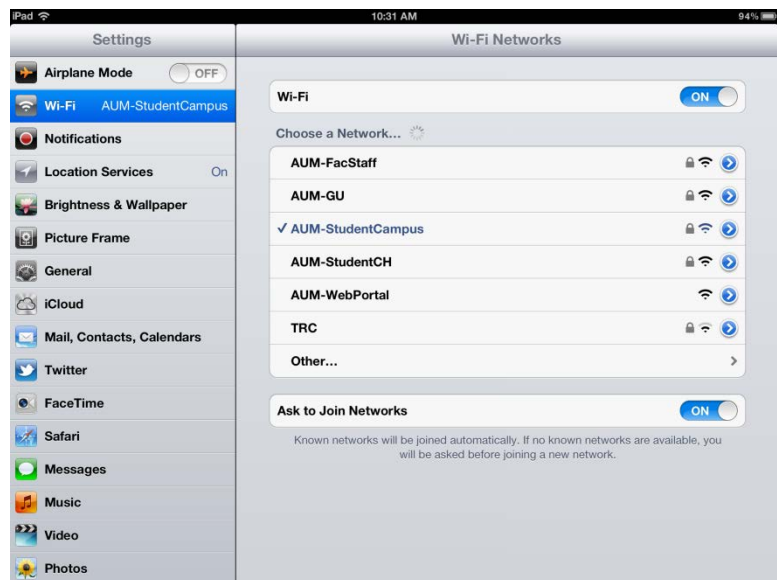 iPad
10:31 AM
94%
Settings
Airplane Mode OFF
Wi-Fi AUM-StudentCampus
Notifications
Location Services On
Brightness & Wallpaper
Picture Frame
General
iCloud
Mail, Contacts, Calendars
Twitter
FaceTime
Safari
Messages
Music
Video
Photos
Wi-Fi Networks
Wi-Fi ON
Choose a Network...
AUM-FacStaff
AUM-GU
✓ AUM-StudentCampus
AUM-StudentCH
AUM-WebPortal
TRC
Other...
Ask to Join Networks ON
Known networks will be joined automatically. If no known networks are available, you
will be asked before joining a new network.